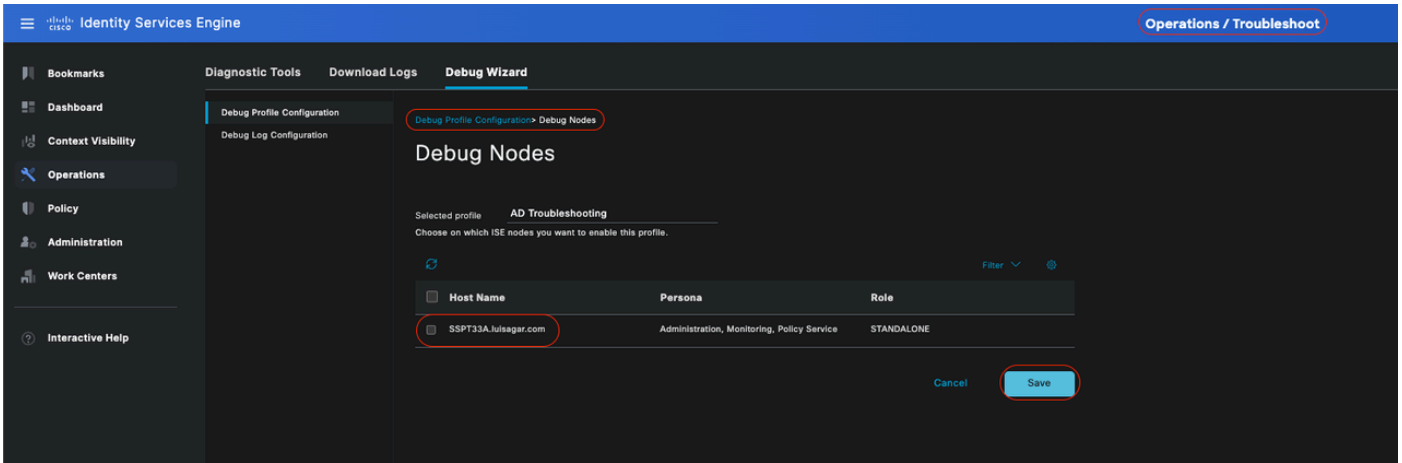 cisco Identity Services Engine
Operations / Troubleshoot
Bookmarks
Dashboard
Context Visibility
Operations
Policy
Administration
Work Centers
Interactive Help
Diagnostic Tools Download Logs Debug Wizard
Debug Profile Configuration
Debug Log Configuration
Debug Profile Configuration> Debug Nodes
Debug Nodes
Selected profile AD Troubleshooting
Choose on which ISE nodes you want to enable this profile.
Filter
Host Name Persona Role
SSPT33A.luisagar.com Administration, Monitoring, Policy Service STANDALONE
Cancel Save